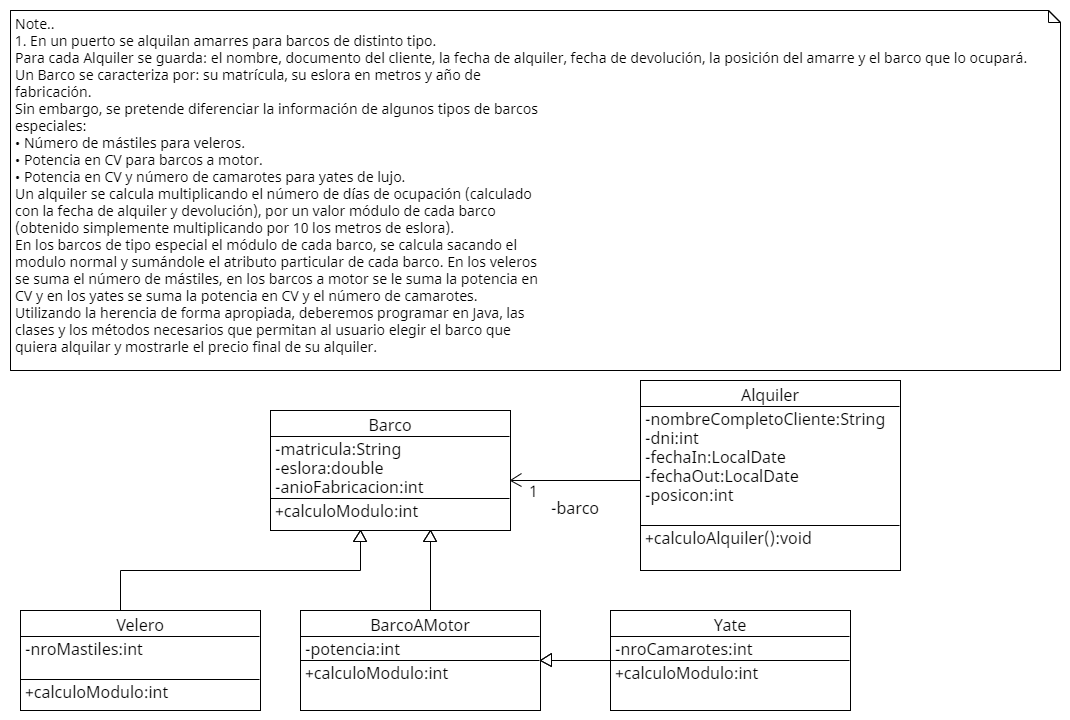 Note..
1. En un puerto se alquilan amarres para barcos de distinto tipo.
Para cada Alquiler se guarda: el nombre, documento del cliente, la fecha de alquiler, fecha de devolución, la posición del amarre y el barco que lo ocupará.
Un Barco se caracteriza por: su matrícula, su eslora en metros y año de
fabricación.
Sin embargo, se pretende diferenciar la información de algunos tipos de barcos
especiales:
• Número de mástiles para veleros.
• Potencia en CV para barcos a motor.
• Potencia en CV y número de camarotes para yates de lujo.
Un alquiler se calcula multiplicando el número de días de ocupación (calculado
con la fecha de alquiler y devolución), por un valor módulo de cada barco
(obtenido simplemente multiplicando por 10 los metros de eslora).
En los barcos de tipo especial el módulo de cada barco, se calcula sacando el
modulo normal y sumándole el atributo particular de cada barco. En los veleros
se suma el número de mástiles, en los barcos a motor se le suma la potencia en
CV y en los yates se suma la potencia en CV y el número de camarotes.
Utilizando la herencia de forma apropiada, deberemos programar en Java, las
clases y los métodos necesarios que permitan al usuario elegir el barco que
quiera alquilar y mostrarle el precio final de su alquiler.
Barco
-matricula:String
-eslora:double
-anioFabricacion:int
+calculoModulo:int
1
-barco
Alquiler
-nombreCompletoCliente:String
-dni:int
-fechaIn:LocalDate
-fechaOut:LocalDate
-posicon:int
+calculoAlquiler():void
Velero
-nroMastiles:int
+calculoModulo:int
BarcoAMotor
-potencia:int
+calculoModulo:int
Yate
-nroCamarotes:int
+calculoModulo:int